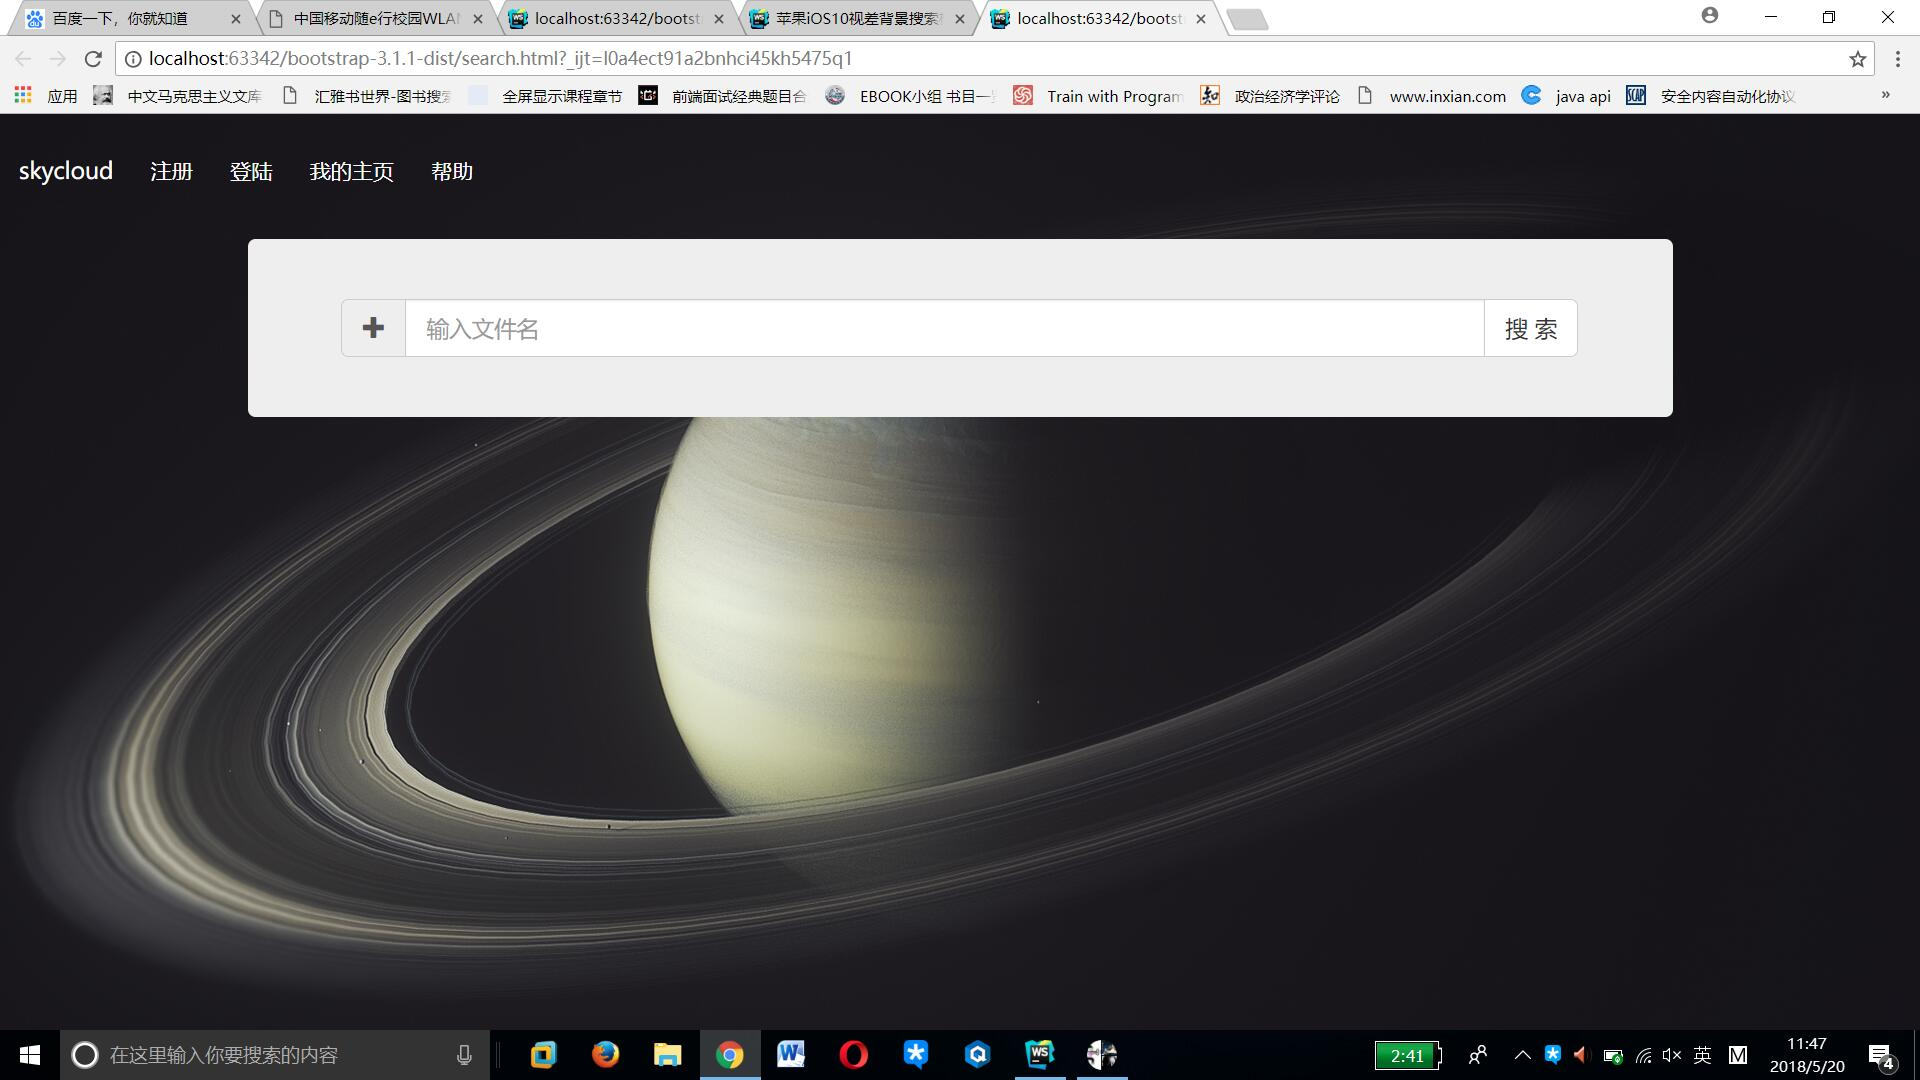 百度一下，你就知道
中国移动随e行校园WLAN
localhost:63342/bootst
苹果iOS10视差背景搜索
localhost:63342/bootst
localhost:63342/bootstrap-3.1.1-dist/search.html?_ijt=l0a4ect91a2bnhci45kh5475q1
应用
中文马克思主义文库
汇雅书世界-图书搜索
全屏显示课程章节
前端面试经典题目合
EBOOK小组 书目一
Train with Program
知
政治经济学评论
www.inxian.com
java api
SCAP
安全内容自动化协议
»
skycloud 注册 登陆 我的主页 帮助
输入文件名
搜 索
在这里输入你要搜索的内容
WS
2:41
英
M
11:47
2018/5/20
4